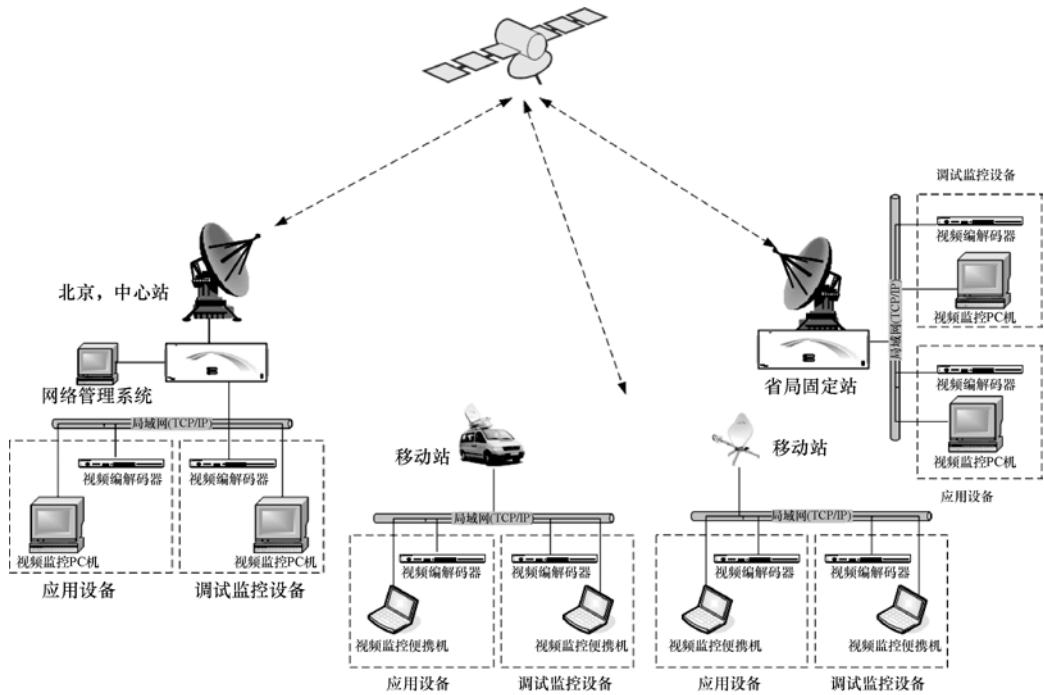 调试监控设备
视频编解码器
视频监控PC机
局域网(TCP/IP)
省局固定站
视频编解码器
视频监控PC机
应用设备
北京，中心站
网络管理系统
局域网(TCP/IP)
视频编解码器
视频编解码器
视频监控PC机
视频监控PC机
应用设备
调试监控设备
移动站
局域网(TCP/IP)
视频编解码器
视频编解码器
视频监控便携机
视频监控便携机
应用设备
调试监控设备
移动站
局域网(TCP/IP)
视频编解码器
视频编解码器
视频监控便携机
视频监控便携机
应用设备
调试监控设备